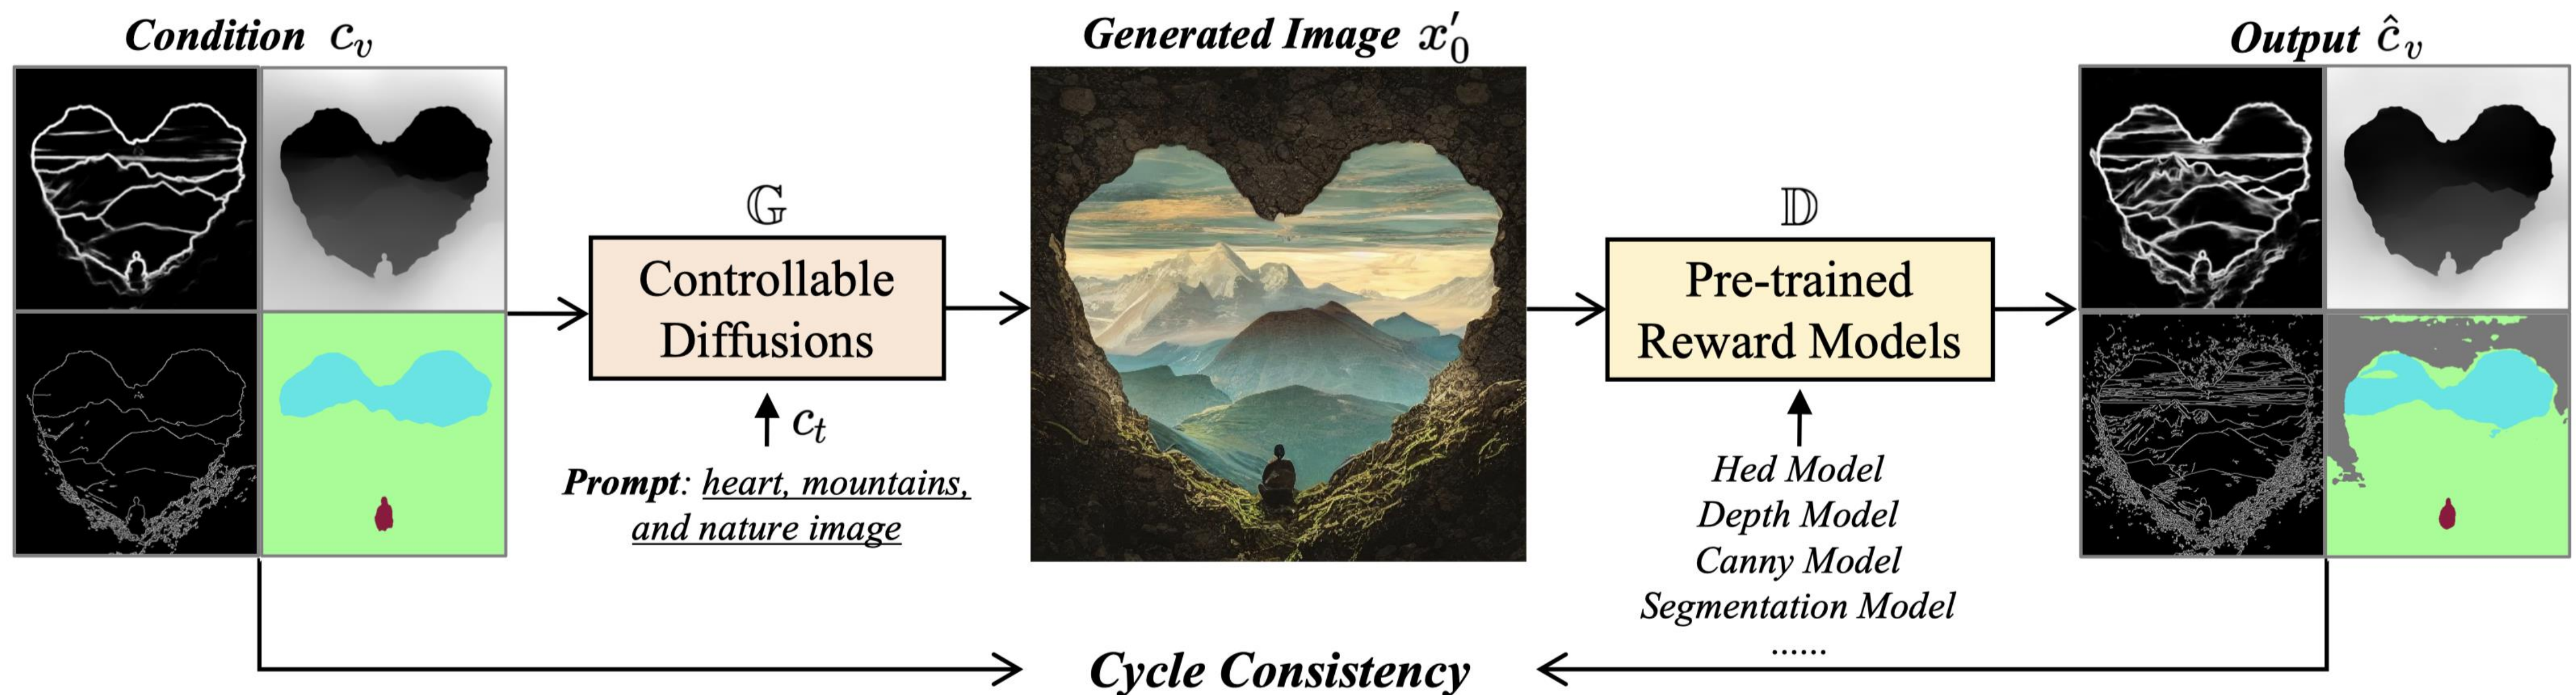 Condition c_v
Generated Image x'_0
Output ĉ_v
𝔾
Controllable
Diffusions
c_t
Prompt: heart, mountains,
and nature image
𝔻
Pre-trained
Reward Models
Hed Model
Depth Model
Canny Model
Segmentation Model
......
Cycle Consistency